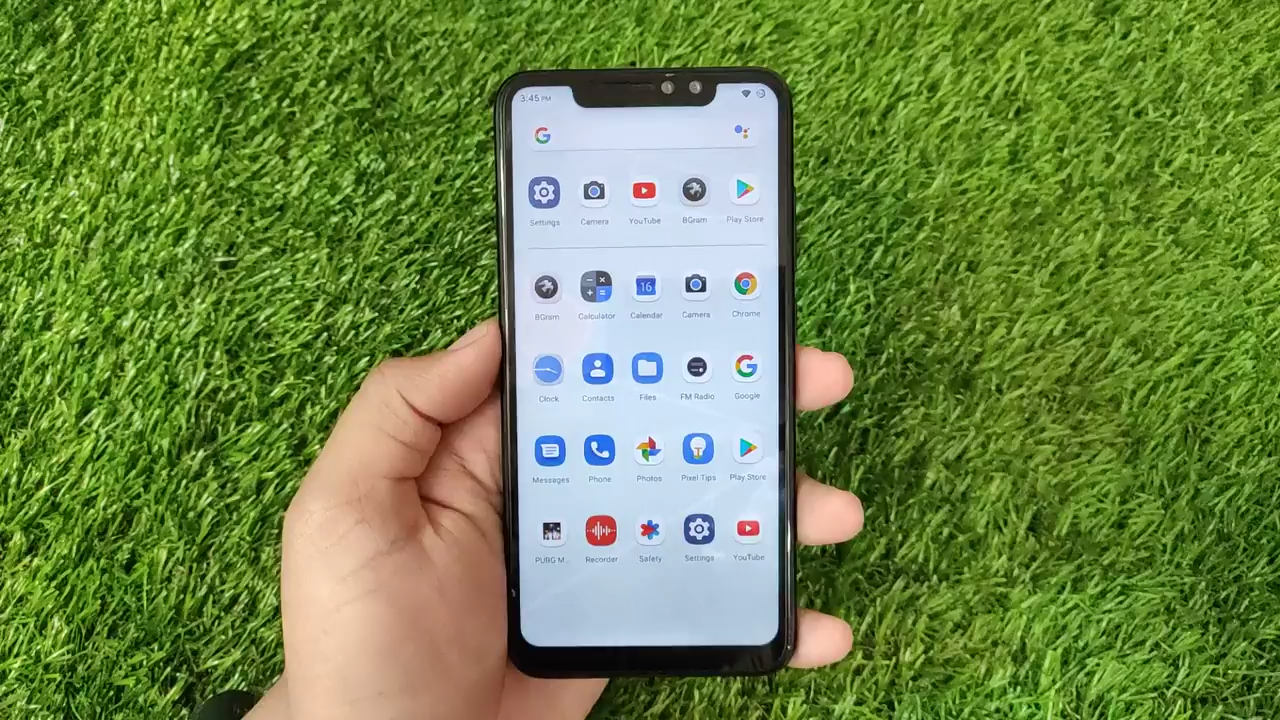 3:45 PM
Settings Camera YouTube BGram Play Store
BGram Calculator Calendar Camera Chrome
16
Clock Contacts Files FM Radio Google
Messages Phone Photos Pixel Tips Play Store
PUBG M... Recorder Safety Settings YouTube